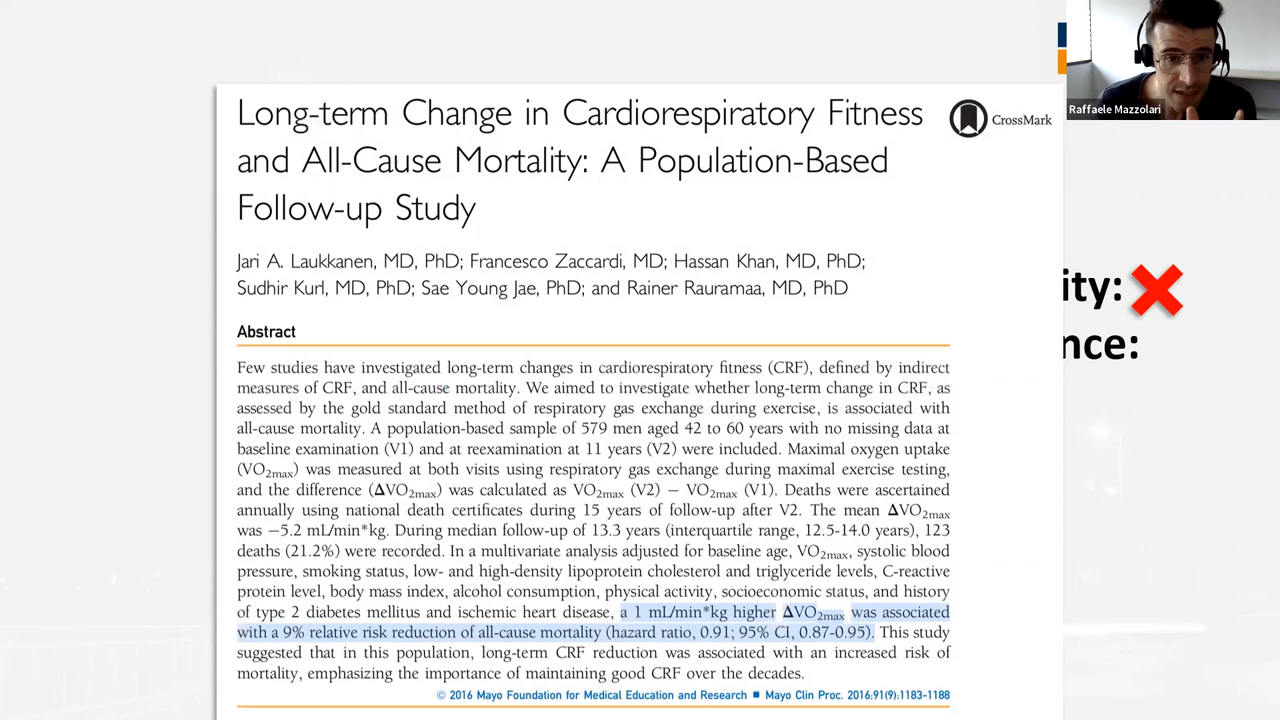 Raffaele Mazzolari
Long-term Change in Cardiorespiratory Fitness
and All-Cause Mortality: A Population-Based
Follow-up Study
CrossMark
Jari A. Laukkanen, MD, PhD; Francesco Zaccardi, MD; Hassan Khan, MD, PhD;
Sudhir Kurl, MD, PhD; Sae Young Jae, PhD; and Rainer Rauramaa, MD, PhD
ity:
nce:
Abstract
Few studies have investigated long-term changes in cardiorespiratory fitness (CRF), defined by indirect
measures of CRF, and all-cause mortality. We aimed to investigate whether long-term change in CRF, as
assessed by the gold standard method of respiratory gas exchange during exercise, is associated with
all-cause mortality. A population-based sample of 579 men aged 42 to 60 years with no missing data at
baseline examination (V1) and at reexamination at 11 years (V2) were included. Maximal oxygen uptake
(VO2max) was measured at both visits using respiratory gas exchange during maximal exercise testing,
and the difference (ΔVO2max) was calculated as VO2max (V2) − VO2max (V1). Deaths were ascertained
annually using national death certificates during 15 years of follow-up after V2. The mean ΔVO2max
was −5.2 mL/min*kg. During median follow-up of 13.3 years (interquartile range, 12.5-14.0 years), 123
deaths (21.2%) were recorded. In a multivariate analysis adjusted for baseline age, VO2max, systolic blood
pressure, smoking status, low- and high-density lipoprotein cholesterol and triglyceride levels, C-reactive
protein level, body mass index, alcohol consumption, physical activity, socioeconomic status, and history
of type 2 diabetes mellitus and ischemic heart disease, a 1 mL/min*kg higher ΔVO2max was associated
with a 9% relative risk reduction of all-cause mortality (hazard ratio, 0.91; 95% CI, 0.87-0.95). This study
suggested that in this population, long-term CRF reduction was associated with an increased risk of
mortality, emphasizing the importance of maintaining good CRF over the decades.
© 2016 Mayo Foundation for Medical Education and Research ■ Mayo Clin Proc. 2016;91(9):1183-1188